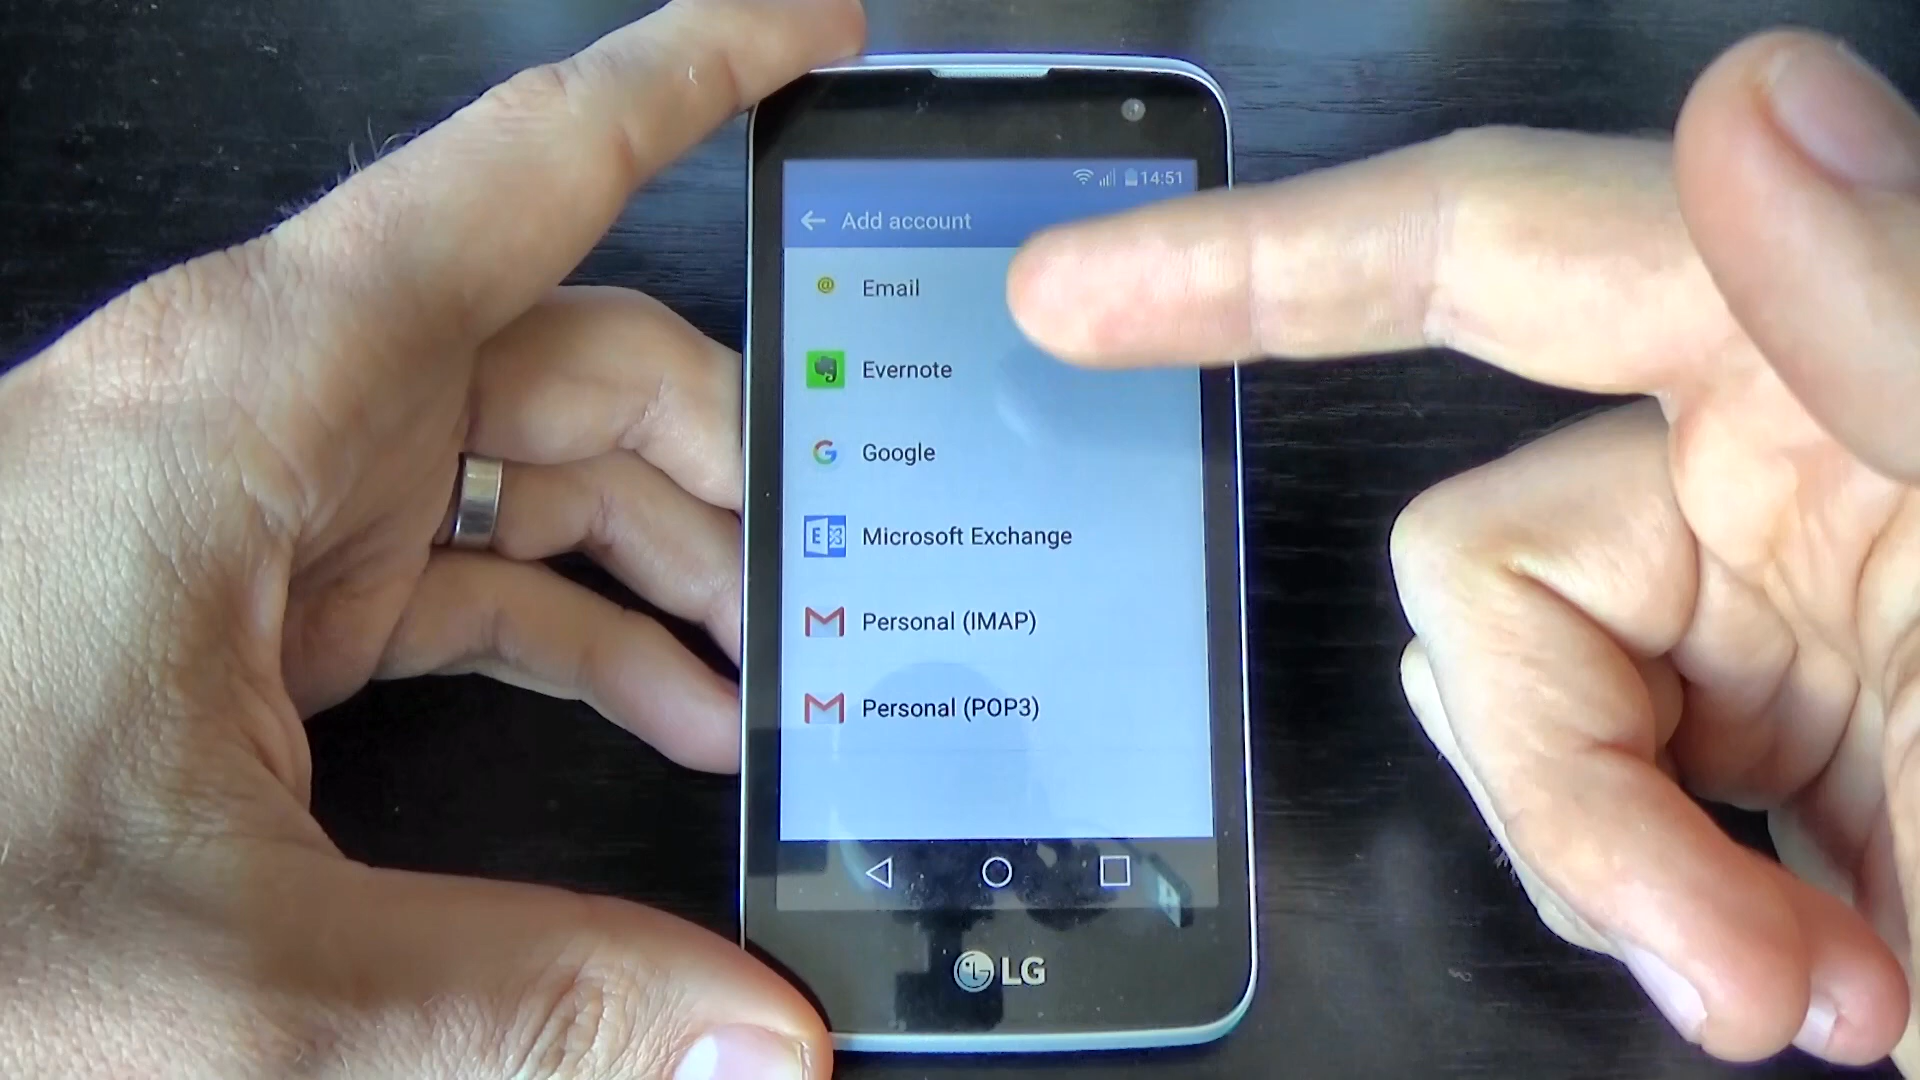 14:51
Add account
@ Email
Evernote
G Google
E Microsoft Exchange
Personal (IMAP)
Personal (POP3)
LG